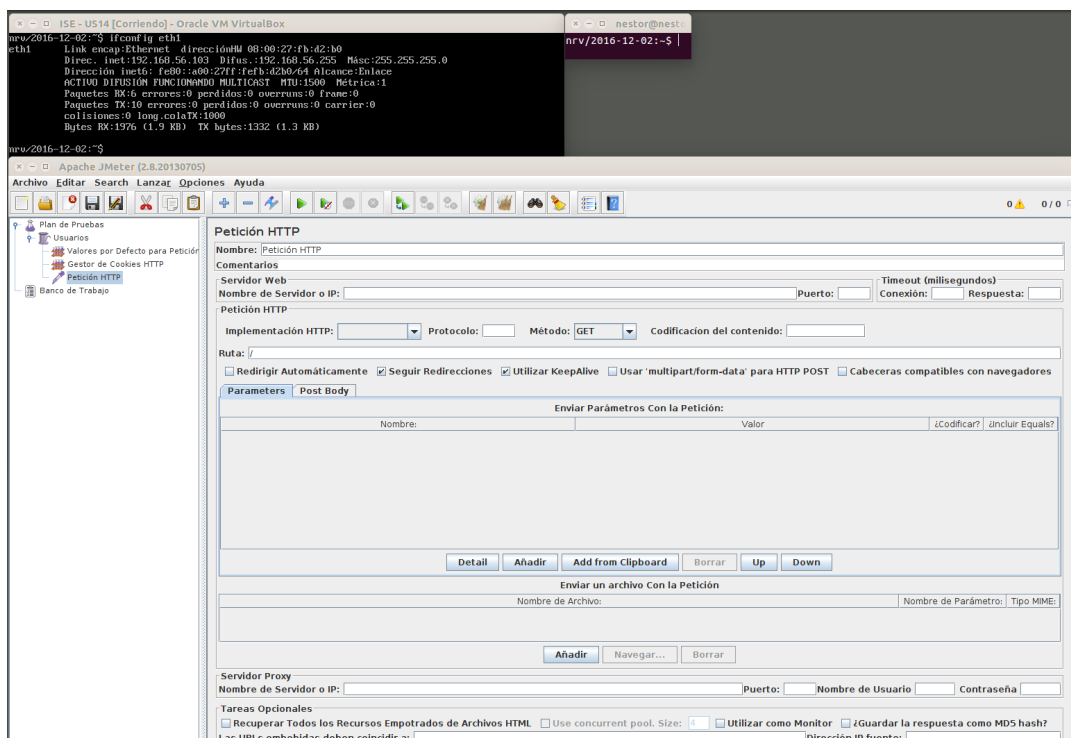 ISE - US14 [Corriendo] - Oracle VM VirtualBox
nrv/2016-12-02:~$ ifconfig eth1
eth1 Link encap:Ethernet direcciónHW 08:00:27:fb:d2:b0
Direc. inet:192.168.56.103 Difus.:192.168.56.255 Másc:255.255.255.0
Dirección inet6: fe80::a00:27ff:fefb:d2b0/64 Alcance:Enlace
ACTIVO DIFUSIÓN FUNCIONANDO MULTICAST MTU:1500 Métrica:1
Paquetes RX:6 errores:0 perdidos:0 overruns:0 frame:0
Paquetes TX:10 errores:0 perdidos:0 overruns:0 carrier:0
colisiones:0 long.colaTX:1000
Bytes RX:1976 (1.9 KB) TX bytes:1332 (1.3 KB)
nrv/2016-12-02:~$
nestor@nesto
nrv/2016-12-02:~$
Apache JMeter (2.8.20130705)
Archivo Editar Search Lanzar Opciones Ayuda
0 0 / 0
Plan de Pruebas
Usuarios
Valores por Defecto para Petición
Gestor de Cookies HTTP
Petición HTTP
Banco de Trabajo
Petición HTTP
Nombre: Petición HTTP
Comentarios
Servidor Web
Nombre de Servidor o IP: Puerto:
Timeout (milisegundos)
Conexión: Respuesta:
Petición HTTP
Implementación HTTP: Protocolo: Método: GET Codificacíon del contenido:
Ruta: /
Redirigir Automáticamente Seguir Redirecciones Utilizar KeepAlive Usar 'multipart/form-data' para HTTP POST Cabeceras compatibles con navegadores
Parameters Post Body
Enviar Parámetros Con la Petición:
Nombre: Valor ¿Codificar? ¿Incluir Equals?
Detail Añadir Add from Clipboard Borrar Up Down
Enviar un archivo Con la Petición
Nombre de Archivo: Nombre de Parámetro: Tipo MIME:
Añadir Navegar... Borrar
Servidor Proxy
Nombre de Servidor o IP: Puerto: Nombre de Usuario Contraseña
Tareas Opcionales
Recuperar Todos los Recursos Empotrados de Archivos HTML Use concurrent pool. Size: 4 Utilizar como Monitor ¿Guardar la respuesta como MD5 hash?
Las URLs embebidas deben coincidir a: Dirección IP fuente: